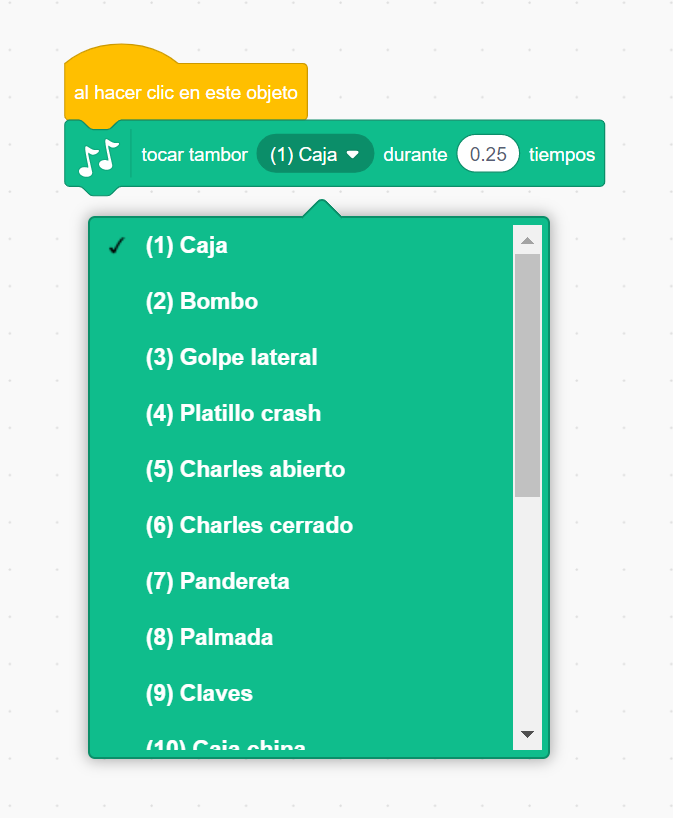 al hacer clic en este objeto
tocar tambor (1) Caja durante 0.25 tiempos
(1) Caja
(2) Bombo
(3) Golpe lateral
(4) Platillo crash
(5) Charles abierto
(6) Charles cerrado
(7) Pandereta
(8) Palmada
(9) Claves
(10) Caja china